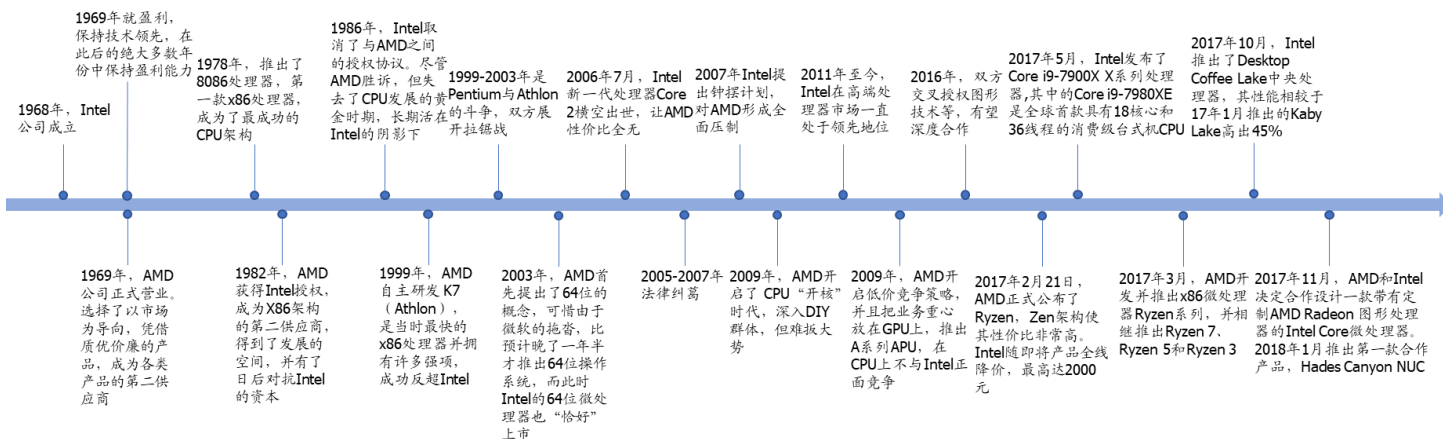 1968年，Intel
公司成立
1969年就盈利，
保持技术领先，在
此后的绝大多数年
份中保持盈利能力
1978年，推出了
8086处理器，第
一款x86处理器，
成为了最成功的
CPU架构
1986年，Intel取
消了与AMD之间
的授权协议。尽管
AMD胜诉，但失
去了CPU发展的黄
金时期，长期活在
Intel的阴影下
1999-2003年是
Pentium与Athlon
的斗争，双方展
开拉锯战
2006年7月，Intel
新一代处理器Core
2横空出世，让AMD
性价比全无
2007年Intel提
出钟摆计划，
对AMD形成全
面压制
2011年至今，
Intel在高端处
理器市场一直
处于领先地位
2016年，双方
交叉授权图形
技术等，有望
深度合作
2017年5月，Intel发布了
Core i9-7900X X系列处理
器,其中的Core i9-7980XE
是全球首款具有18核心和
36线程的消费级台式机CPU
2017年10月，Intel
推出了Desktop
Coffee Lake中央处
理器，其性能相较于
17年1月推出的Kaby
Lake高出45%
1969年，AMD
公司正式营业。
选择了以市场
为导向，凭借
质优价廉的产
品，成为各类
产品的第二供
应商
1982年，AMD
获得Intel授权，
成为X86架构
的第二供应商，
得到了发展的
空间，并有了
日后对抗Intel
的资本
1999年，AMD
自主研发K7
（Athlon），
是当时最快的
x86处理器并拥
有许多强项，
成功反超Intel
2003年，AMD首
先提出了64位的
概念，可惜由于
微软的拖沓，比
预计晚了一年半
才推出64位操作
系统，而此时
Intel的64位微处
理器也“恰好”
上市
2005-2007年
法律纠葛
2009年，AMD开
启了CPU“开核”
时代，深入DIY
群体，但难扳大
势
2009年，AMD开
启低价竞争策略，
并且把业务重心
放在GPU上，推出
A系列APU，在
CPU上不与Intel正
面竞争
2017年2月21日，
AMD正式公布了
Ryzen，Zen架构使
其性价比非常高。
Intel随即将产品全线
降价，最高达2000
元
2017年3月，AMD开
发并推出x86微处理
器Ryzen系列，并相
继推出Ryzen 7、
Ryzen 5和Ryzen 3
2017年11月，AMD和Intel
决定合作设计一款带有定
制AMD Radeon 图形处理
器的Intel Core微处理器。
2018年1月推出第一款合作
产品，Hades Canyon NUC